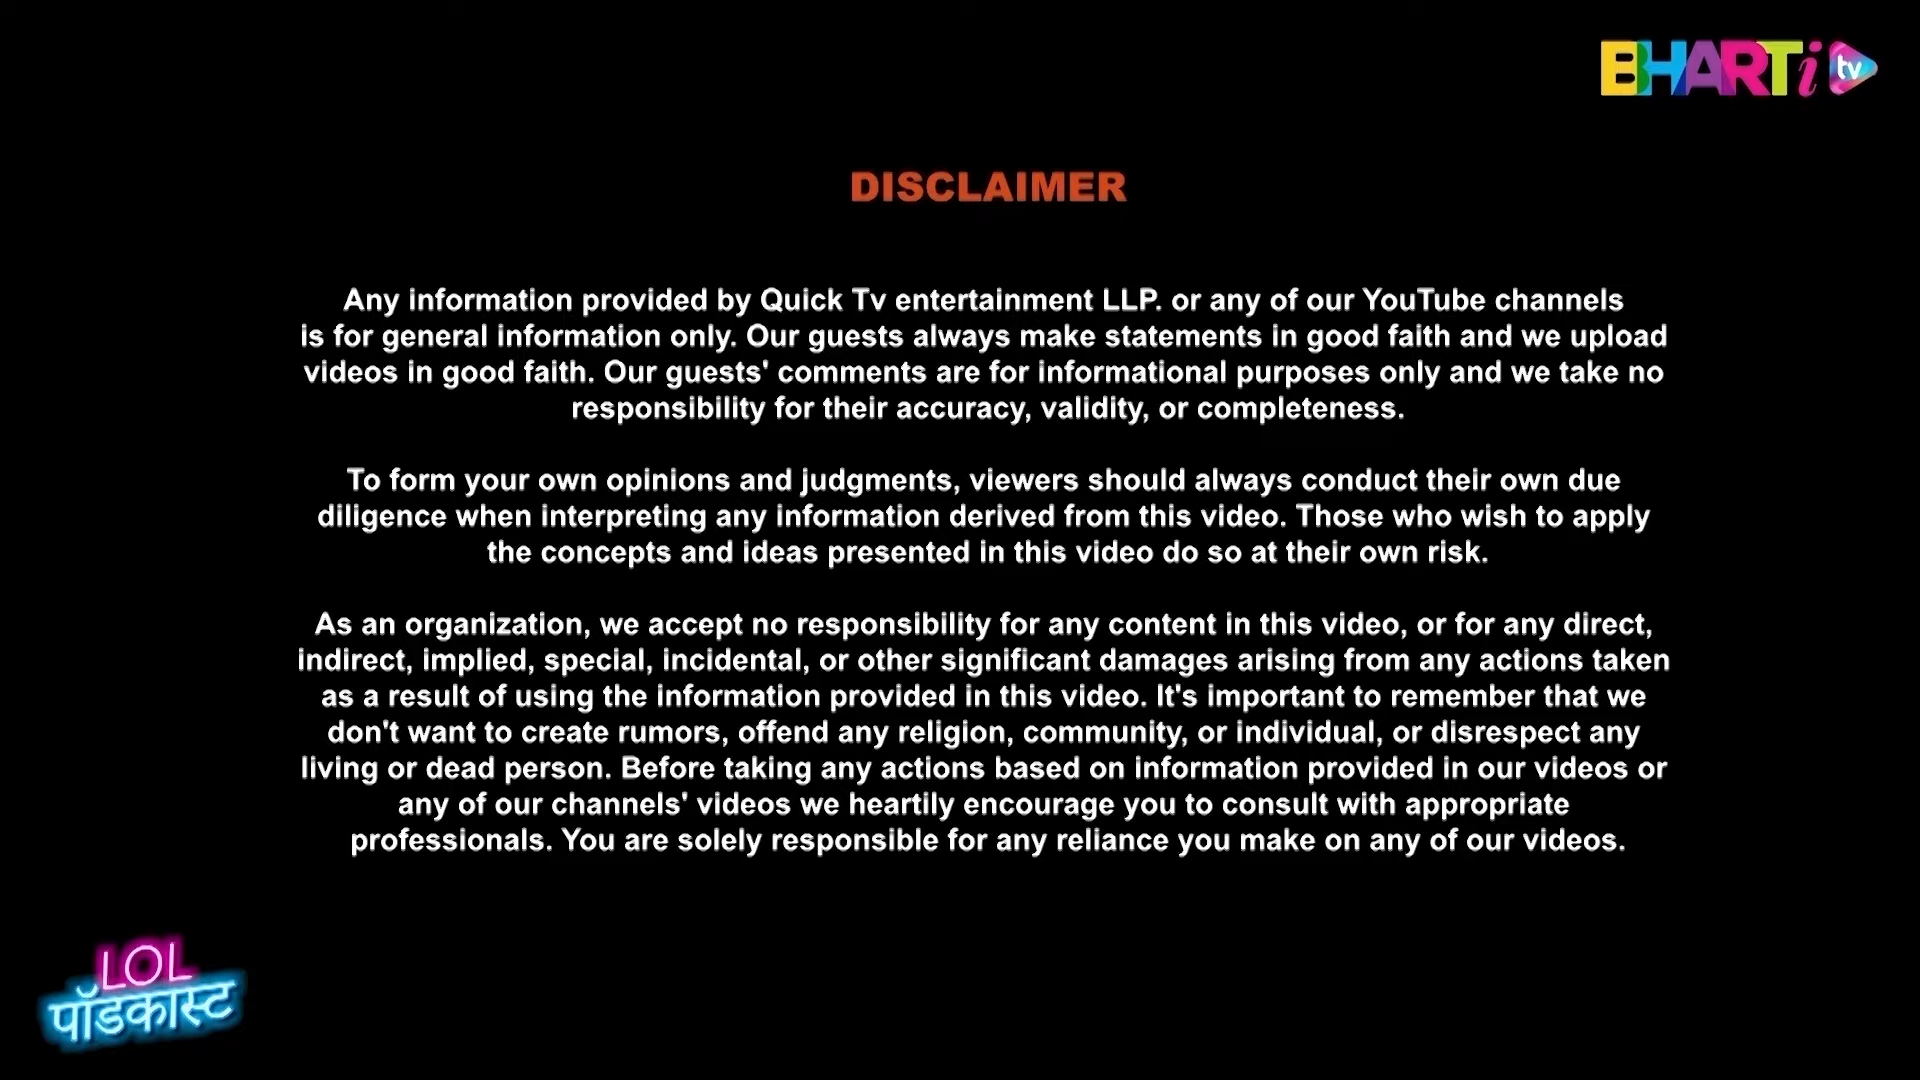 BHARTi tv
DISCLAIMER
Any information provided by Quick Tv entertainment LLP. or any of our YouTube channels
is for general information only. Our guests always make statements in good faith and we upload
videos in good faith. Our guests' comments are for informational purposes only and we take no
responsibility for their accuracy, validity, or completeness.
To form your own opinions and judgments, viewers should always conduct their own due
diligence when interpreting any information derived from this video. Those who wish to apply
the concepts and ideas presented in this video do so at their own risk.
As an organization, we accept no responsibility for any content in this video, or for any direct,
indirect, implied, special, incidental, or other significant damages arising from any actions taken
as a result of using the information provided in this video. It's important to remember that we
don't want to create rumors, offend any religion, community, or individual, or disrespect any
living or dead person. Before taking any actions based on information provided in our videos or
any of our channels' videos we heartily encourage you to consult with appropriate
professionals. You are solely responsible for any reliance you make on any of our videos.
LOL
पॉडकास्ट